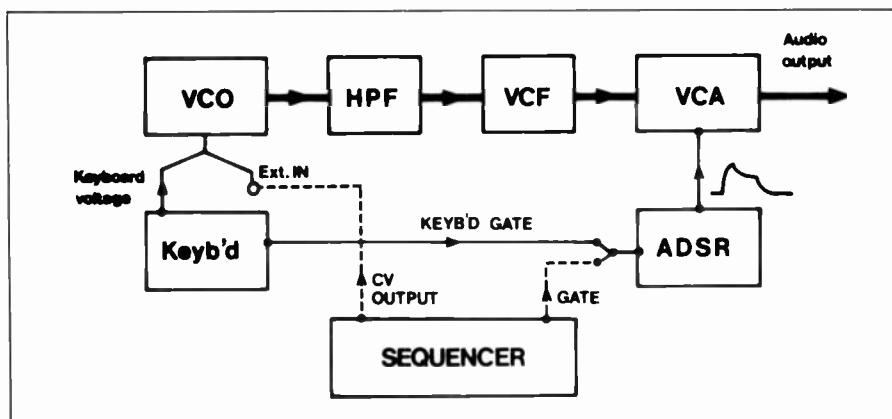 Audio
output
VCO
HPF
VCF
VCA
Keyboard
voltage
Ext. IN
Keyb'd
KEYB'D GATE
ADSR
CV
OUTPUT
GATE
SEQUENCER